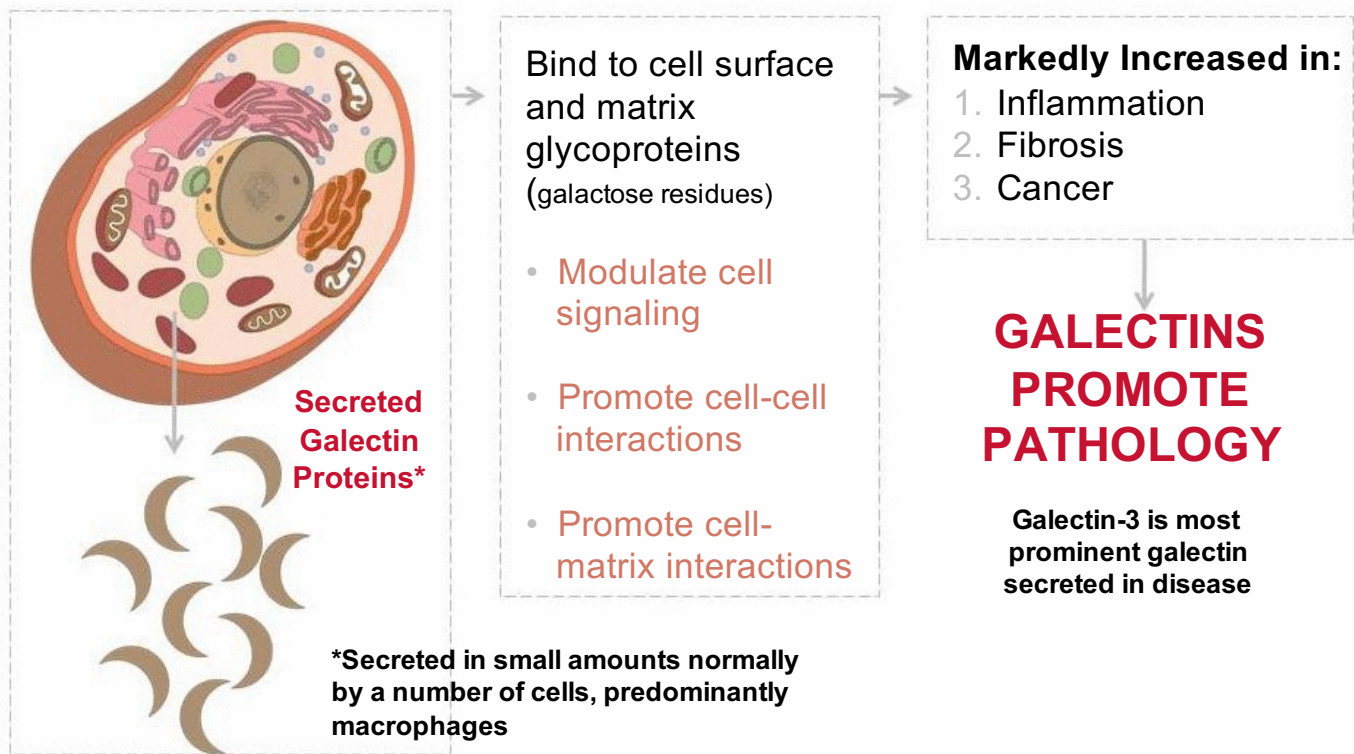 Secreted
Galectin
Proteins*
*Secreted in small amounts normally
by a number of cells, predominantly
macrophages
Bind to cell surface
and matrix
glycoproteins
(galactose residues)
• Modulate cell
signaling
• Promote cell-cell
interactions
• Promote cell-
matrix interactions
Markedly Increased in:
1. Inflammation
2. Fibrosis
3. Cancer
GALECTINS
PROMOTE
PATHOLOGY
Galectin-3 is most
prominent galectin
secreted in disease